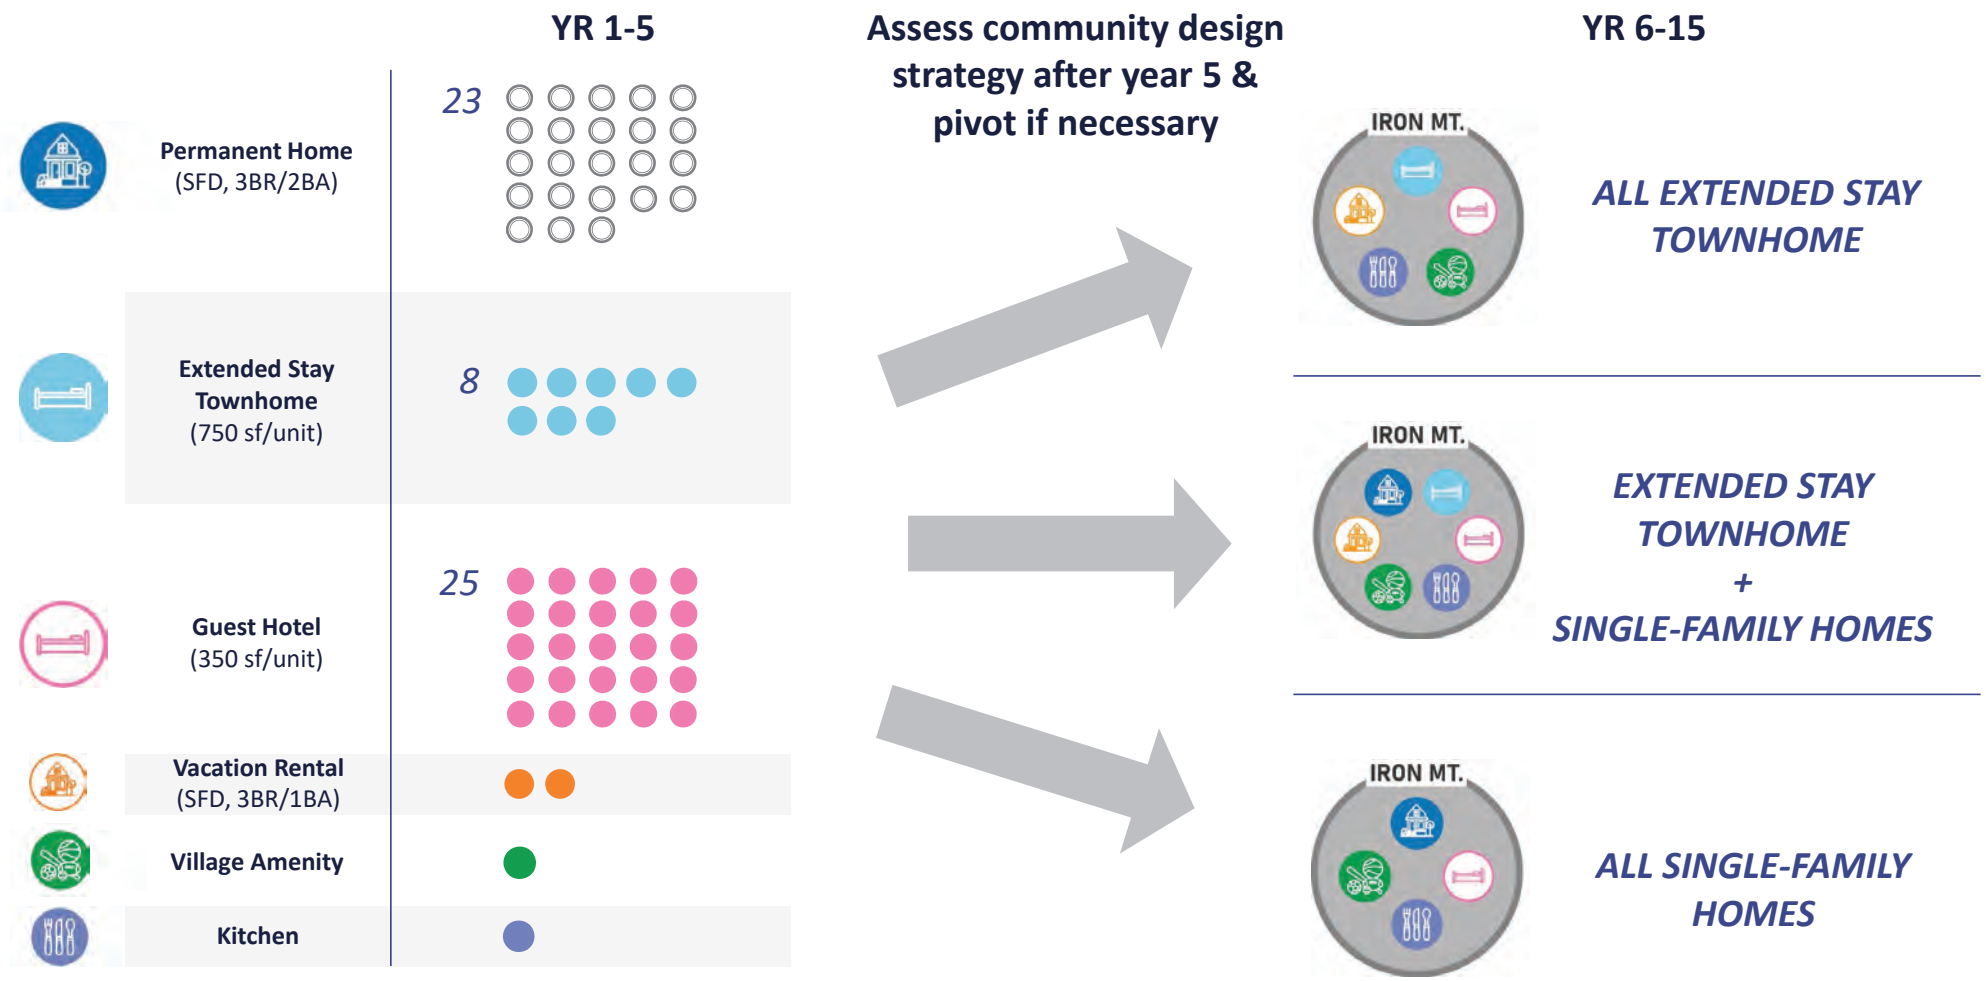 YR 1-5
Assess community design
strategy after year 5 &
pivot if necessary
YR 6-15
Permanent Home
(SFD, 3BR/2BA)
23
Extended Stay
Townhome
(750 sf/unit)
8
Guest Hotel
(350 sf/unit)
25
Vacation Rental
(SFD, 3BR/1BA)
Village Amenity
Kitchen
IRON MT.
ALL EXTENDED STAY
TOWNHOME
IRON MT.
EXTENDED STAY
TOWNHOME
+
SINGLE-FAMILY HOMES
IRON MT.
ALL SINGLE-FAMILY
HOMES